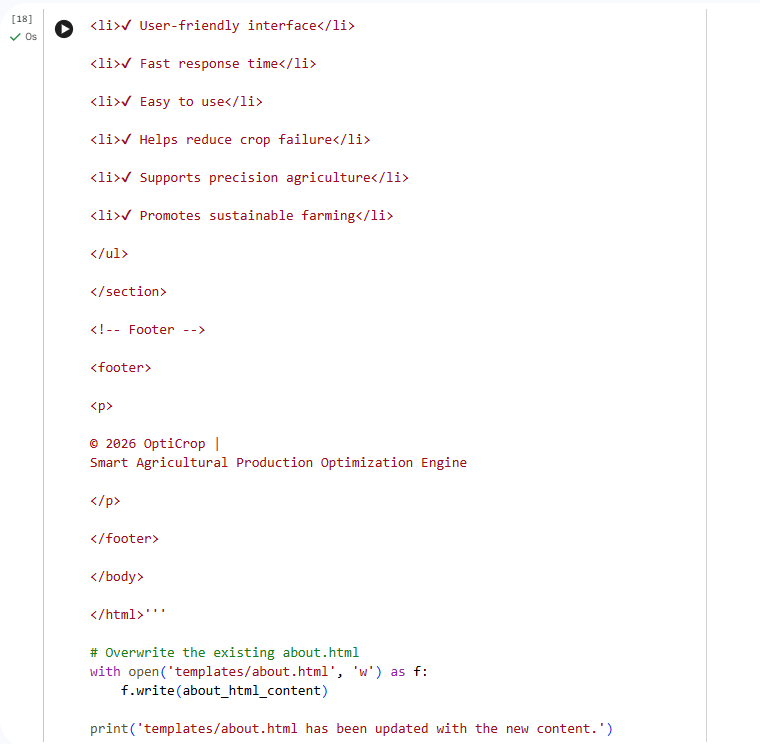 [18]
✓ 0s
<li>✔ User-friendly interface</li>
<li>✔ Fast response time</li>
<li>✔ Easy to use</li>
<li>✔ Helps reduce crop failure</li>
<li>✔ Supports precision agriculture</li>
<li>✔ Promotes sustainable farming</li>
</ul>
</section>
<!-- Footer -->
<footer>
<p>
© 2026 OptiCrop |
Smart Agricultural Production Optimization Engine
</p>
</footer>
</body>
</html>'''
# Overwrite the existing about.html
with open('templates/about.html', 'w') as f:
    f.write(about_html_content)
print('templates/about.html has been updated with the new content.')